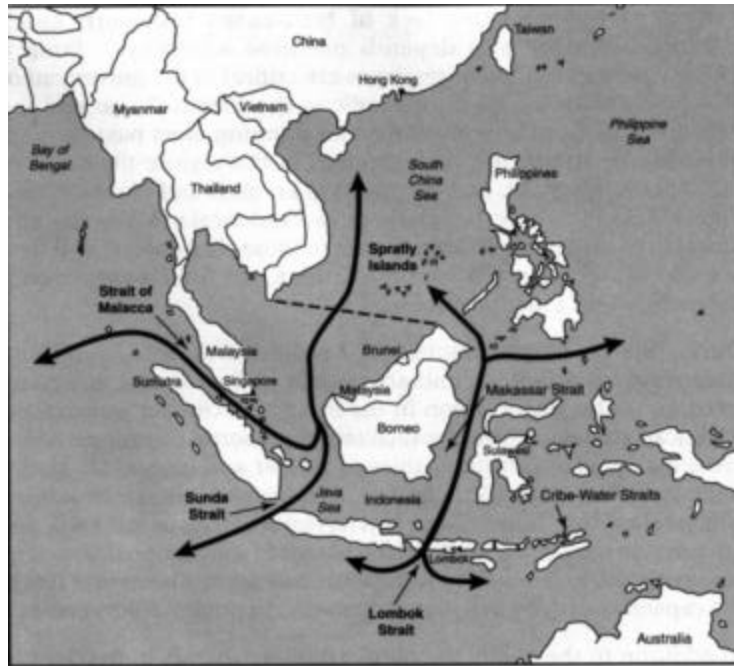 China
Taiwan
Hong Kong
Myanmar
Vietnam
Bay of
Bengal
Philippine
Sea
South
China
Sea
Philippines
Thailand
Spratly
Islands
Strait of
Malacca
Malaysia
Brunei
Sumutra
Singapore
Malaysia
Makassar Strait
Borneo
Sulawesi
Sunda
Strait
Java
Sea
Indonesia
Cribe-Water Straits
Lombok
Lombok
Strait
Australia